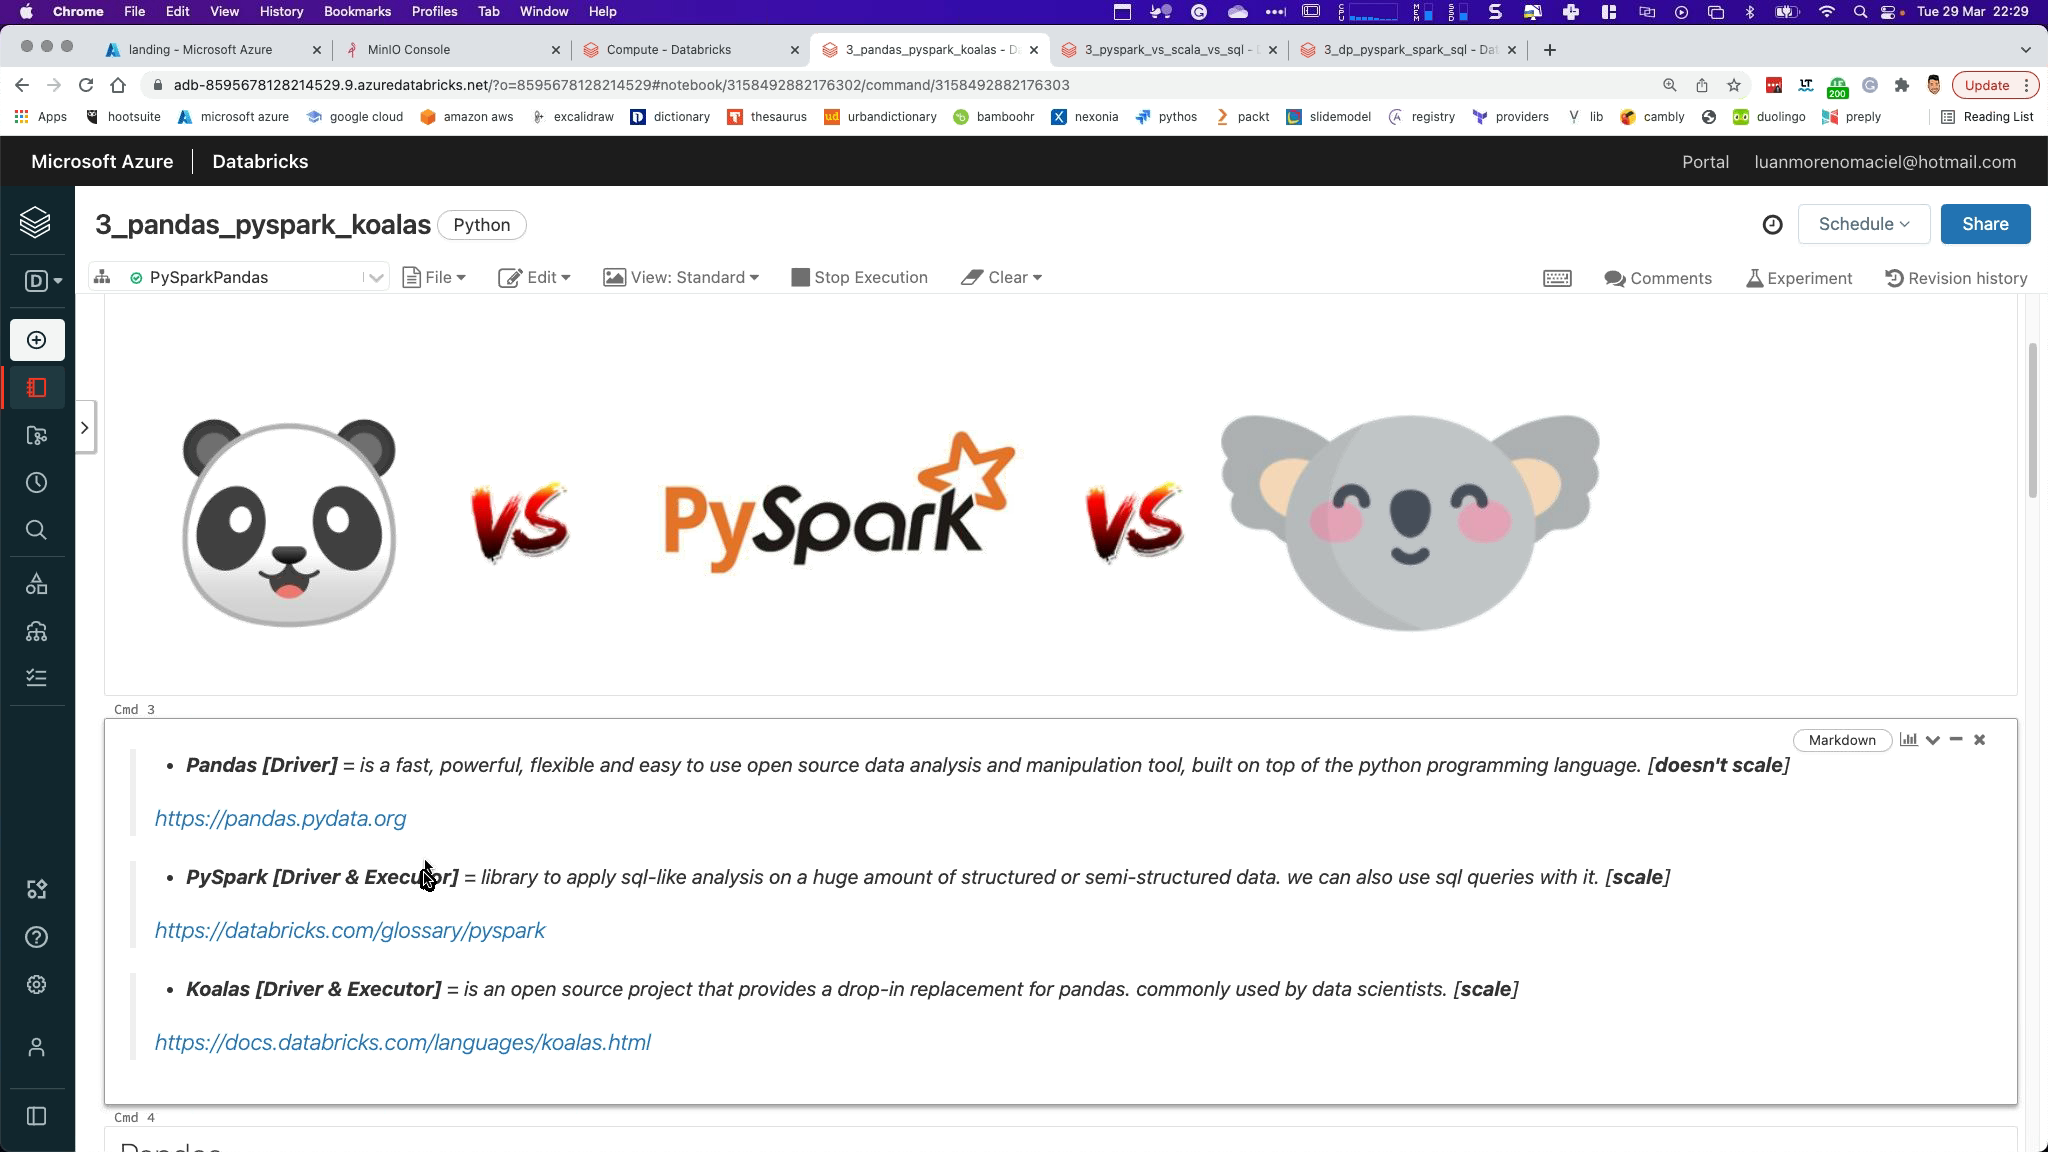 Chrome File Edit View History Bookmarks Profiles Tab Window Help
Tue 29 Mar 22:29
landing - Microsoft Azure
MinIO Console
Compute - Databricks
3_pandas_pyspark_koalas - D
3_pyspark_vs_scala_vs_sql -
3_dp_pyspark_spark_sql - Dat
adb-8595678128214529.9.azuredatabricks.net/?o=8595678128214529#notebook/3158492882176302/command/3158492882176303
200
Update
Apps hootsuite microsoft azure google cloud amazon aws excalidraw dictionary thesaurus urbandictionary bamboohr nexonia pythos packt slidemodel registry providers lib cambly duolingo preply Reading List
Microsoft Azure Databricks Portal luanmorenomaciel@hotmail.com
3_pandas_pyspark_koalas Python
Schedule Share
D
PySparkPandas File Edit View: Standard Stop Execution Clear Comments Experiment Revision history
VS PySpark VS
Cmd 3
Markdown
• Pandas [Driver] = is a fast, powerful, flexible and easy to use open source data analysis and manipulation tool, built on top of the python programming language. [doesn't scale]
https://pandas.pydata.org
• PySpark [Driver & Executor] = library to apply sql-like analysis on a huge amount of structured or semi-structured data. we can also use sql queries with it. [scale]
https://databricks.com/glossary/pyspark
• Koalas [Driver & Executor] = is an open source project that provides a drop-in replacement for pandas. commonly used by data scientists. [scale]
https://docs.databricks.com/languages/koalas.html
Cmd 4
Pandas